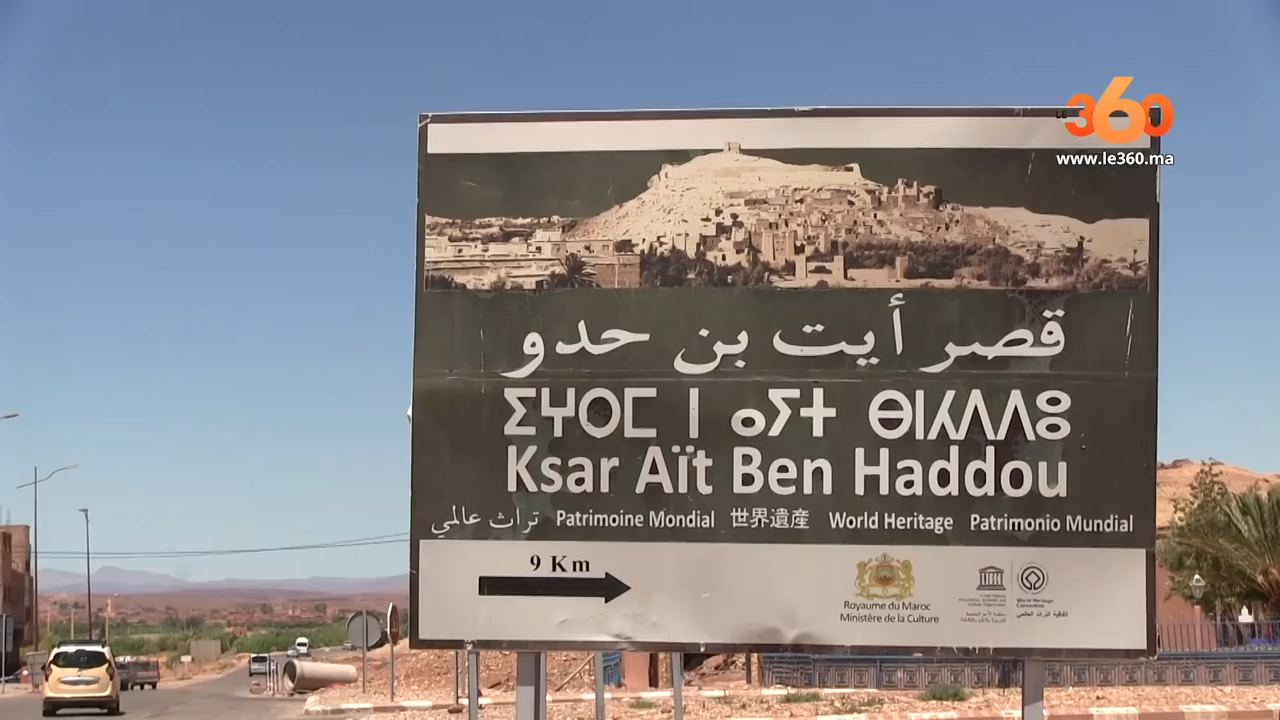 LE 360
www.le360.ma
قصر أيت بن حدو
ⵉⵖⵔⵎ ⵏ ⴰⵢⵜ ⴱⵏⵃⴷⴷⵓ
Ksar Aït Ben Haddou
تراث عالمي Patrimoine Mondial 世界遺産 World Heritage Patrimonio Mundial
9 Km
Royaume du Maroc
Ministère de la Culture
World Heritage
Convention